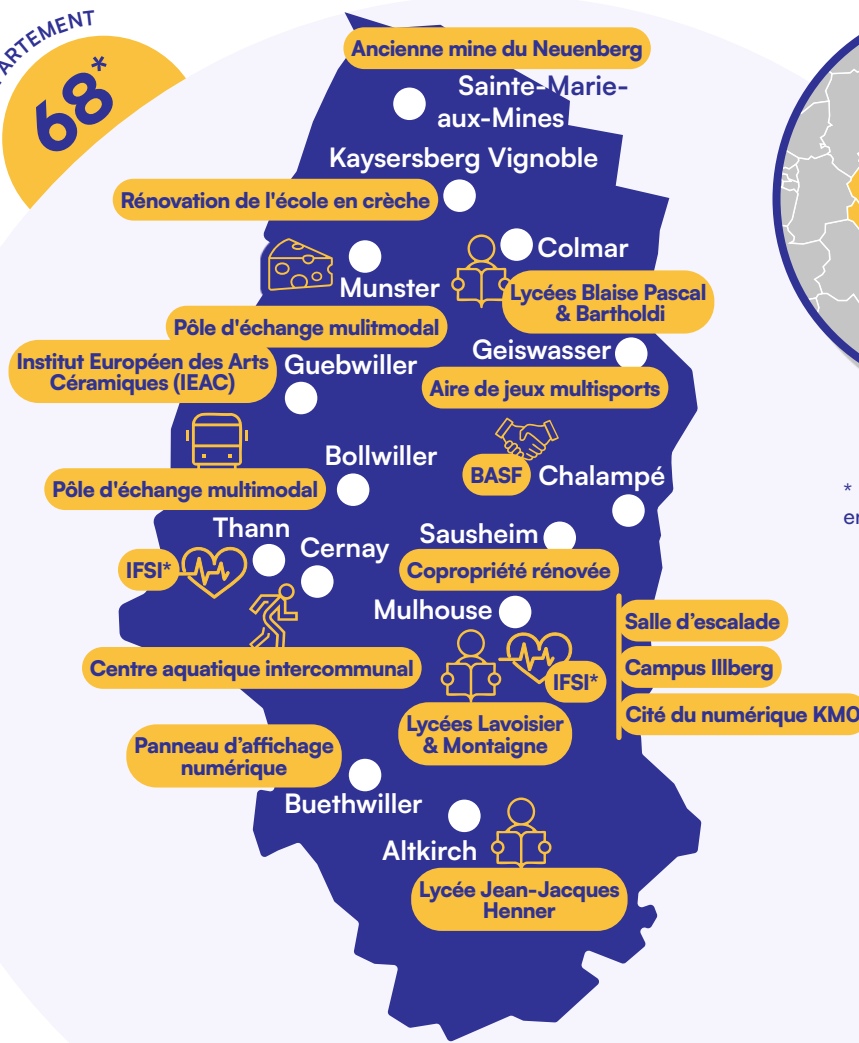 ARTEMENT
68*
Ancienne mine du Neuenberg
Sainte-Marie-
aux-Mines
Kaysersberg Vignoble
Rénovation de l'école en crèche
Colmar
Munster
Lycées Blaise Pascal
& Bartholdi
Pôle d'échange mulitmodal
Geiswasser
Institut Européen des Arts
Céramiques (IEAC)
Guebwiller
Aire de jeux multisports
Bollwiller
BASF
Chalampé
Pôle d'échange multimodal
*
er
Thann
Cernay
Sausheim
IFSI*
Copropriété rénovée
Mulhouse
Salle d'escalade
Centre aquatique intercommunal
Campus Illberg
IFSI*
Lycées Lavoisier
& Montaigne
Cité du numérique KM0
Panneau d'affichage
numérique
Buethwiller
Altkirch
Lycée Jean-Jacques
Henner